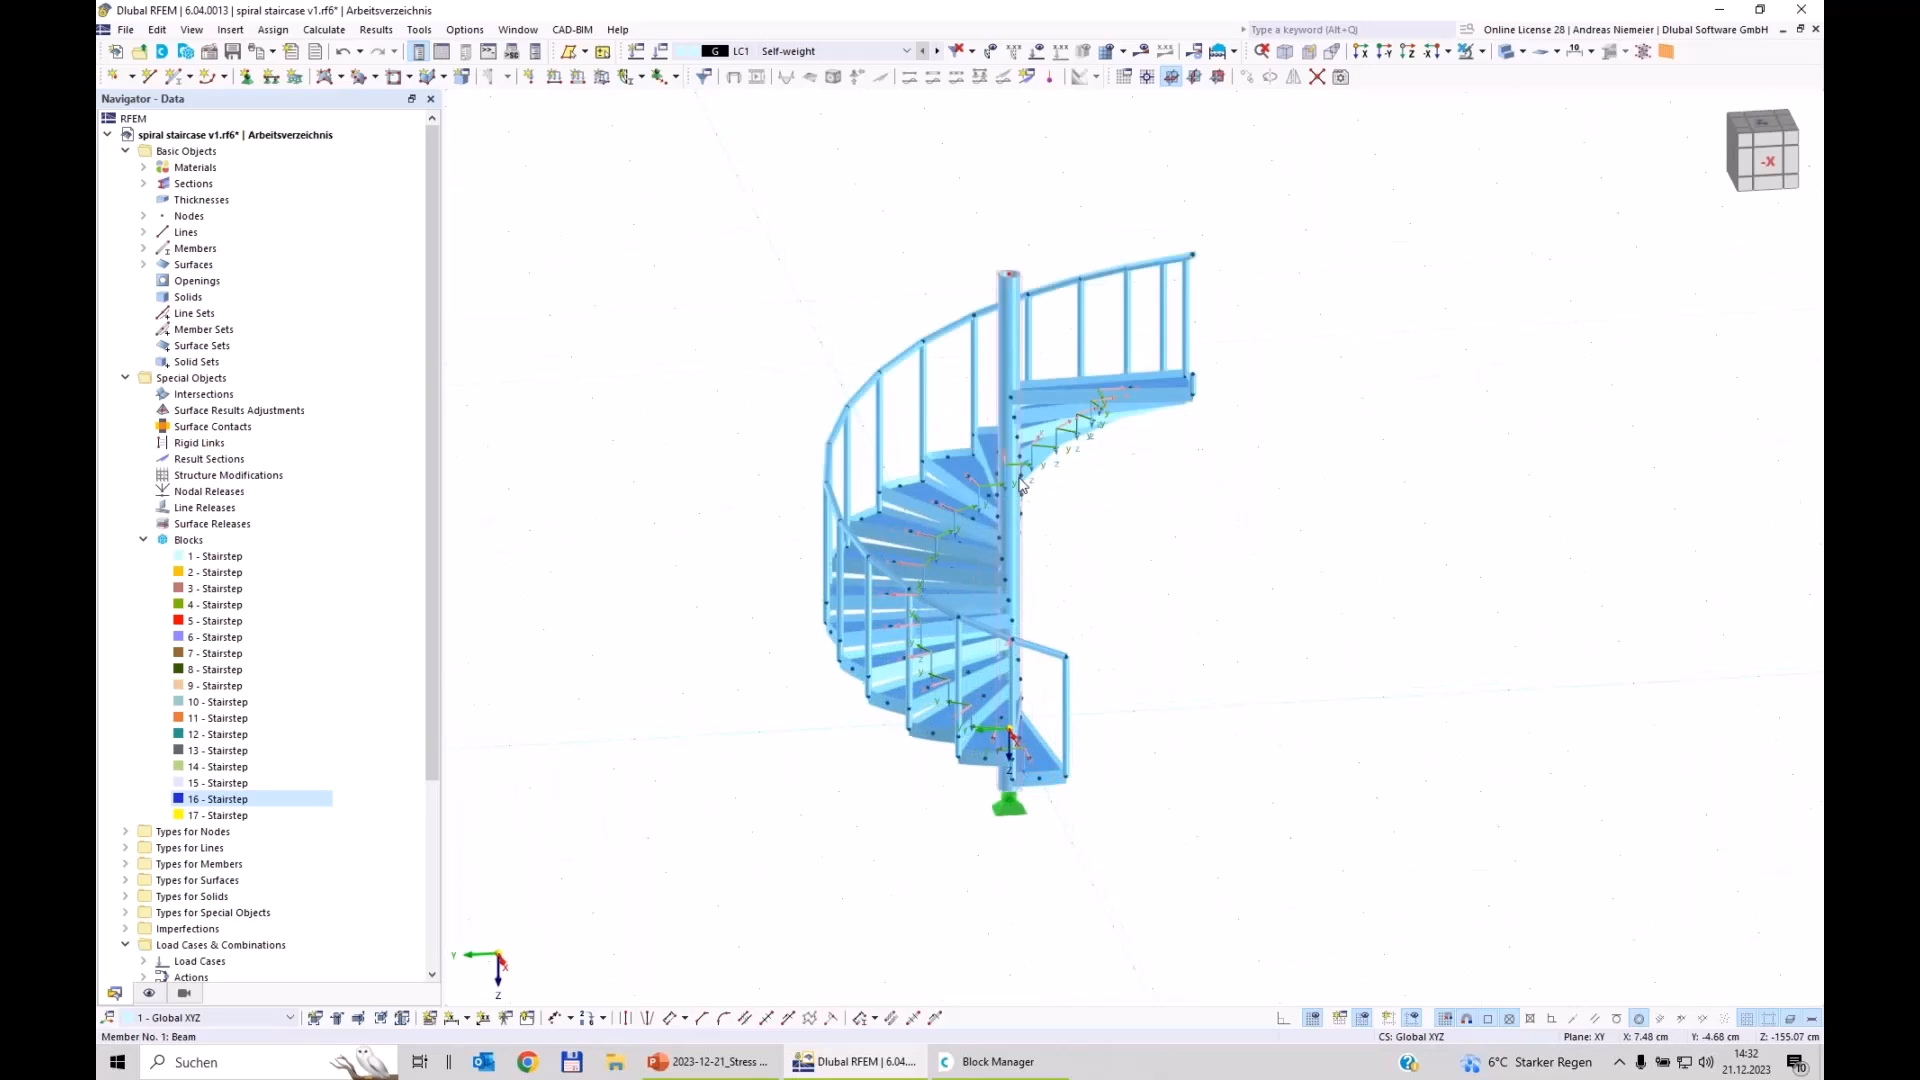 Dlubal RFEM | 6.04.0013 | spiral staircase v1.rf6* | Arbeitsverzeichnis
File Edit View Insert Assign Calculate Results Tools Options Window CAD-BIM Help
Type a keyword (Alt+Q)
Online License 28 | Andreas Niemeier | Dlubal Software GmbH
G LC1 Self-weight
Navigator - Data
RFEM
spiral staircase v1.rf6* | Arbeitsverzeichnis
Basic Objects
Materials
Sections
Thicknesses
Nodes
Lines
Members
Surfaces
Openings
Solids
Line Sets
Member Sets
Surface Sets
Solid Sets
Special Objects
Intersections
Surface Results Adjustments
Surface Contacts
Rigid Links
Result Sections
Structure Modifications
Nodal Releases
Line Releases
Surface Releases
Blocks
1 - Stairstep
2 - Stairstep
3 - Stairstep
4 - Stairstep
5 - Stairstep
6 - Stairstep
7 - Stairstep
8 - Stairstep
9 - Stairstep
10 - Stairstep
11 - Stairstep
12 - Stairstep
13 - Stairstep
14 - Stairstep
15 - Stairstep
16 - Stairstep
17 - Stairstep
Types for Nodes
Types for Lines
Types for Members
Types for Surfaces
Types for Solids
Types for Special Objects
Imperfections
Load Cases & Combinations
Load Cases
Actions
-X
Z
Y
X
Z
1 - Global XYZ
Member No. 1: Beam
CS: Global XYZ
Plane: XY
X: 7.48 cm
Y: -4.68 cm
Z: -155.07 cm
Suchen
2023-12-21_Stress ...
Dlubal RFEM | 6.04....
Block Manager
6°C Starker Regen
14:32
21.12.2023
10